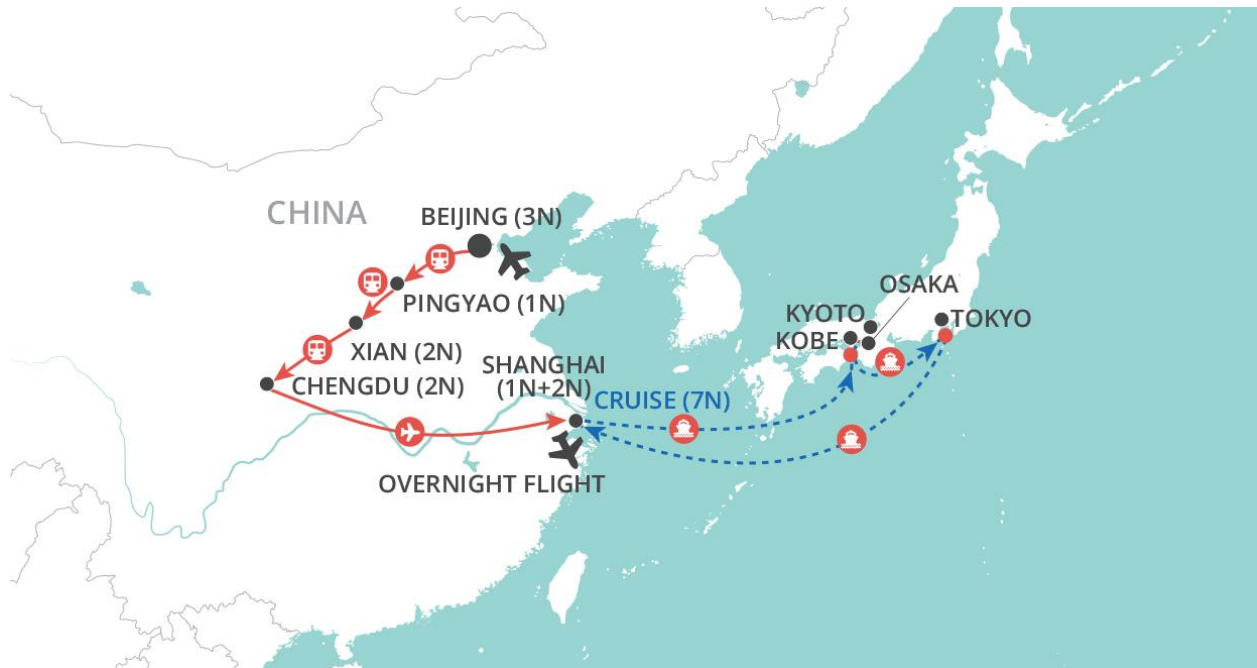 CHINA
BEIJING (3N)
PINGYAO (1N)
XIAN (2N)
CHENGDU (2N)
SHANGHAI
(1N+2N)
CRUISE (7N)
OVERNIGHT FLIGHT
OSAKA
KYOTO
KOBE
TOKYO